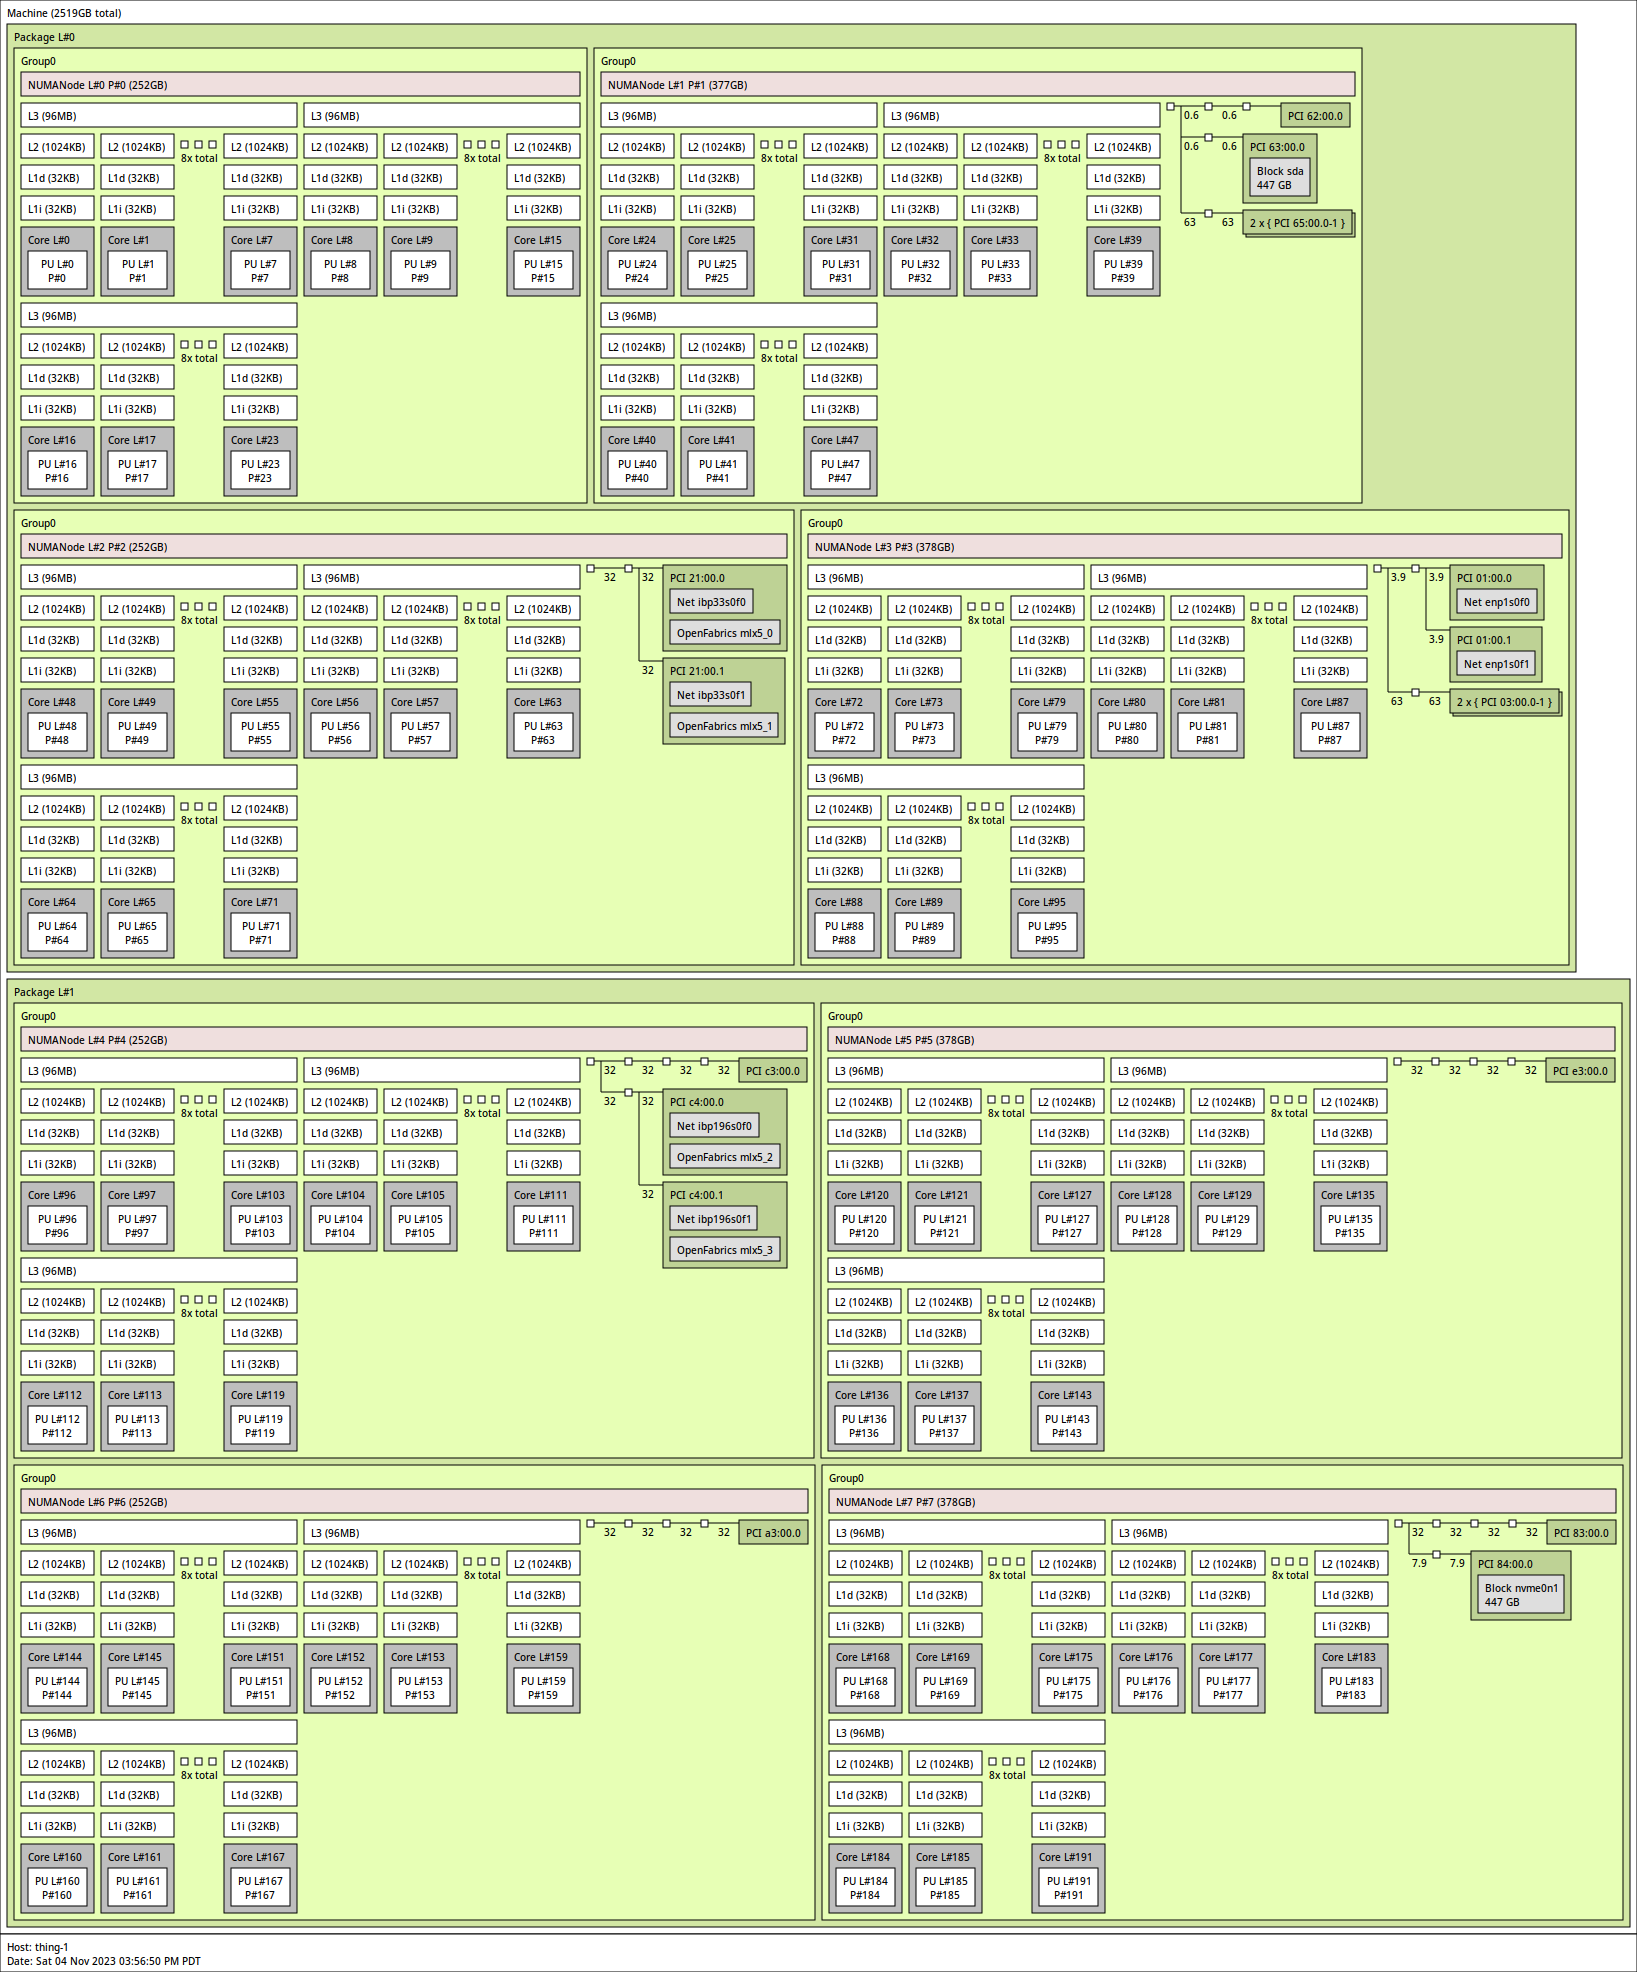 Machine (2519GB total)
Package L#0
Group0
NUMANode L#0 P#0 (252GB)
L3 (96MB) L3 (96MB)
L2 (1024KB) L2 (1024KB) 8x total L2 (1024KB) L2 (1024KB) L2 (1024KB) 8x total L2 (1024KB)
L1d (32KB) L1d (32KB) L1d (32KB) L1d (32KB) L1d (32KB) L1d (32KB)
L1i (32KB) L1i (32KB) L1i (32KB) L1i (32KB) L1i (32KB) L1i (32KB)
Core L#0 Core L#1 Core L#7 Core L#8 Core L#9 Core L#15
PU L#0 PU L#1 PU L#7 PU L#8 PU L#9 PU L#15
P#0 P#1 P#7 P#8 P#9 P#15
L3 (96MB)
L2 (1024KB) L2 (1024KB) 8x total L2 (1024KB)
L1d (32KB) L1d (32KB) L1d (32KB)
L1i (32KB) L1i (32KB) L1i (32KB)
Core L#16 Core L#17 Core L#23
PU L#16 PU L#17 PU L#23
P#16 P#17 P#23
Group0
NUMANode L#1 P#1 (377GB)
L3 (96MB) L3 (96MB)
L2 (1024KB) L2 (1024KB) 8x total L2 (1024KB) L2 (1024KB) L2 (1024KB) 8x total L2 (1024KB)
L1d (32KB) L1d (32KB) L1d (32KB) L1d (32KB) L1d (32KB) L1d (32KB)
L1i (32KB) L1i (32KB) L1i (32KB) L1i (32KB) L1i (32KB) L1i (32KB)
Core L#24 Core L#25 Core L#31 Core L#32 Core L#33 Core L#39
PU L#24 PU L#25 PU L#31 PU L#32 PU L#33 PU L#39
P#24 P#25 P#31 P#32 P#33 P#39
L3 (96MB)
L2 (1024KB) L2 (1024KB) 8x total L2 (1024KB)
L1d (32KB) L1d (32KB) L1d (32KB)
L1i (32KB) L1i (32KB) L1i (32KB)
Core L#40 Core L#41 Core L#47
PU L#40 PU L#41 PU L#47
P#40 P#41 P#47
0.6 0.6 PCI 62:00.0
0.6 0.6 PCI 63:00.0
Block sda
447 GB
63 63 2 x { PCI 65:00.0-1 }
Group0
NUMANode L#2 P#2 (252GB)
L3 (96MB) L3 (96MB)
L2 (1024KB) L2 (1024KB) 8x total L2 (1024KB) L2 (1024KB) L2 (1024KB) 8x total L2 (1024KB)
L1d (32KB) L1d (32KB) L1d (32KB) L1d (32KB) L1d (32KB) L1d (32KB)
L1i (32KB) L1i (32KB) L1i (32KB) L1i (32KB) L1i (32KB) L1i (32KB)
Core L#48 Core L#49 Core L#55 Core L#56 Core L#57 Core L#63
PU L#48 PU L#49 PU L#55 PU L#56 PU L#57 PU L#63
P#48 P#49 P#55 P#56 P#57 P#63
L3 (96MB)
L2 (1024KB) L2 (1024KB) 8x total L2 (1024KB)
L1d (32KB) L1d (32KB) L1d (32KB)
L1i (32KB) L1i (32KB) L1i (32KB)
Core L#64 Core L#65 Core L#71
PU L#64 PU L#65 PU L#71
P#64 P#65 P#71
32 32 PCI 21:00.0
Net ibp33s0f0
OpenFabrics mlx5_0
32 PCI 21:00.1
Net ibp33s0f1
OpenFabrics mlx5_1
Group0
NUMANode L#3 P#3 (378GB)
L3 (96MB) L3 (96MB)
L2 (1024KB) L2 (1024KB) 8x total L2 (1024KB) L2 (1024KB) L2 (1024KB) 8x total L2 (1024KB)
L1d (32KB) L1d (32KB) L1d (32KB) L1d (32KB) L1d (32KB) L1d (32KB)
L1i (32KB) L1i (32KB) L1i (32KB) L1i (32KB) L1i (32KB) L1i (32KB)
Core L#72 Core L#73 Core L#79 Core L#80 Core L#81 Core L#87
PU L#72 PU L#73 PU L#79 PU L#80 PU L#81 PU L#87
P#72 P#73 P#79 P#80 P#81 P#87
L3 (96MB)
L2 (1024KB) L2 (1024KB) 8x total L2 (1024KB)
L1d (32KB) L1d (32KB) L1d (32KB)
L1i (32KB) L1i (32KB) L1i (32KB)
Core L#88 Core L#89 Core L#95
PU L#88 PU L#89 PU L#95
P#88 P#89 P#95
3.9 3.9 PCI 01:00.0
Net enp1s0f0
3.9 PCI 01:00.1
Net enp1s0f1
63 63 2 x { PCI 03:00.0-1 }
Package L#1
Group0
NUMANode L#4 P#4 (252GB)
L3 (96MB) L3 (96MB)
L2 (1024KB) L2 (1024KB) 8x total L2 (1024KB) L2 (1024KB) L2 (1024KB) 8x total L2 (1024KB)
L1d (32KB) L1d (32KB) L1d (32KB) L1d (32KB) L1d (32KB) L1d (32KB)
L1i (32KB) L1i (32KB) L1i (32KB) L1i (32KB) L1i (32KB) L1i (32KB)
Core L#96 Core L#97 Core L#103 Core L#104 Core L#105 Core L#111
PU L#96 PU L#97 PU L#103 PU L#104 PU L#105 PU L#111
P#96 P#97 P#103 P#104 P#105 P#111
L3 (96MB)
L2 (1024KB) L2 (1024KB) 8x total L2 (1024KB)
L1d (32KB) L1d (32KB) L1d (32KB)
L1i (32KB) L1i (32KB) L1i (32KB)
Core L#112 Core L#113 Core L#119
PU L#112 PU L#113 PU L#119
P#112 P#113 P#119
32 32 32 32 PCI c3:00.0
32 32 PCI c4:00.0
Net ibp196s0f0
OpenFabrics mlx5_2
32 PCI c4:00.1
Net ibp196s0f1
OpenFabrics mlx5_3
Group0
NUMANode L#5 P#5 (378GB)
L3 (96MB) L3 (96MB)
L2 (1024KB) L2 (1024KB) 8x total L2 (1024KB) L2 (1024KB) L2 (1024KB) 8x total L2 (1024KB)
L1d (32KB) L1d (32KB) L1d (32KB) L1d (32KB) L1d (32KB) L1d (32KB)
L1i (32KB) L1i (32KB) L1i (32KB) L1i (32KB) L1i (32KB) L1i (32KB)
Core L#120 Core L#121 Core L#127 Core L#128 Core L#129 Core L#135
PU L#120 PU L#121 PU L#127 PU L#128 PU L#129 PU L#135
P#120 P#121 P#127 P#128 P#129 P#135
L3 (96MB)
L2 (1024KB) L2 (1024KB) 8x total L2 (1024KB)
L1d (32KB) L1d (32KB) L1d (32KB)
L1i (32KB) L1i (32KB) L1i (32KB)
Core L#136 Core L#137 Core L#143
PU L#136 PU L#137 PU L#143
P#136 P#137 P#143
32 32 32 32 PCI e3:00.0
Group0
NUMANode L#6 P#6 (252GB)
L3 (96MB) L3 (96MB)
L2 (1024KB) L2 (1024KB) 8x total L2 (1024KB) L2 (1024KB) L2 (1024KB) 8x total L2 (1024KB)
L1d (32KB) L1d (32KB) L1d (32KB) L1d (32KB) L1d (32KB) L1d (32KB)
L1i (32KB) L1i (32KB) L1i (32KB) L1i (32KB) L1i (32KB) L1i (32KB)
Core L#144 Core L#145 Core L#151 Core L#152 Core L#153 Core L#159
PU L#144 PU L#145 PU L#151 PU L#152 PU L#153 PU L#159
P#144 P#145 P#151 P#152 P#153 P#159
L3 (96MB)
L2 (1024KB) L2 (1024KB) 8x total L2 (1024KB)
L1d (32KB) L1d (32KB) L1d (32KB)
L1i (32KB) L1i (32KB) L1i (32KB)
Core L#160 Core L#161 Core L#167
PU L#160 PU L#161 PU L#167
P#160 P#161 P#167
32 32 32 32 PCI a3:00.0
Group0
NUMANode L#7 P#7 (378GB)
L3 (96MB) L3 (96MB)
L2 (1024KB) L2 (1024KB) 8x total L2 (1024KB) L2 (1024KB) L2 (1024KB) 8x total L2 (1024KB)
L1d (32KB) L1d (32KB) L1d (32KB) L1d (32KB) L1d (32KB) L1d (32KB)
L1i (32KB) L1i (32KB) L1i (32KB) L1i (32KB) L1i (32KB) L1i (32KB)
Core L#168 Core L#169 Core L#175 Core L#176 Core L#177 Core L#183
PU L#168 PU L#169 PU L#175 PU L#176 PU L#177 PU L#183
P#168 P#169 P#175 P#176 P#177 P#183
L3 (96MB)
L2 (1024KB) L2 (1024KB) 8x total L2 (1024KB)
L1d (32KB) L1d (32KB) L1d (32KB)
L1i (32KB) L1i (32KB) L1i (32KB)
Core L#184 Core L#185 Core L#191
PU L#184 PU L#185 PU L#191
P#184 P#185 P#191
32 32 32 32 PCI 83:00.0
7.9 7.9 PCI 84:00.0
Block nvme0n1
447 GB
Host: thing-1
Date: Sat 04 Nov 2023 03:56:50 PM PDT